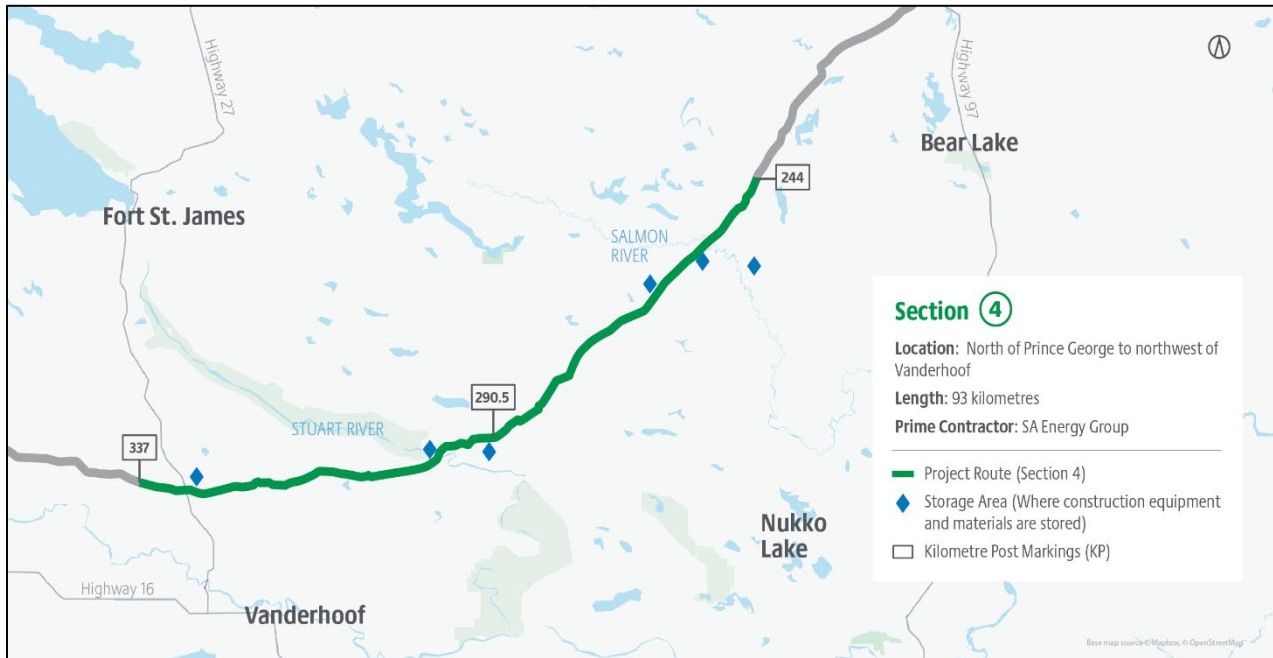 Highway 27
Highway 97
Bear Lake
244
Fort St. James
SALMON
RIVER
Section 4
Location: North of Prince George to northwest of
Vanderhoof
Length: 93 kilometres
Prime Contractor: SA Energy Group
Project Route (Section 4)
Storage Area (Where construction equipment
and materials are stored)
Kilometre Post Markings (KP)
290.5
STUART RIVER
337
Nukko
Lake
Highway 16
Vanderhoof
Base map source © Mapbox, © OpenStreetMap